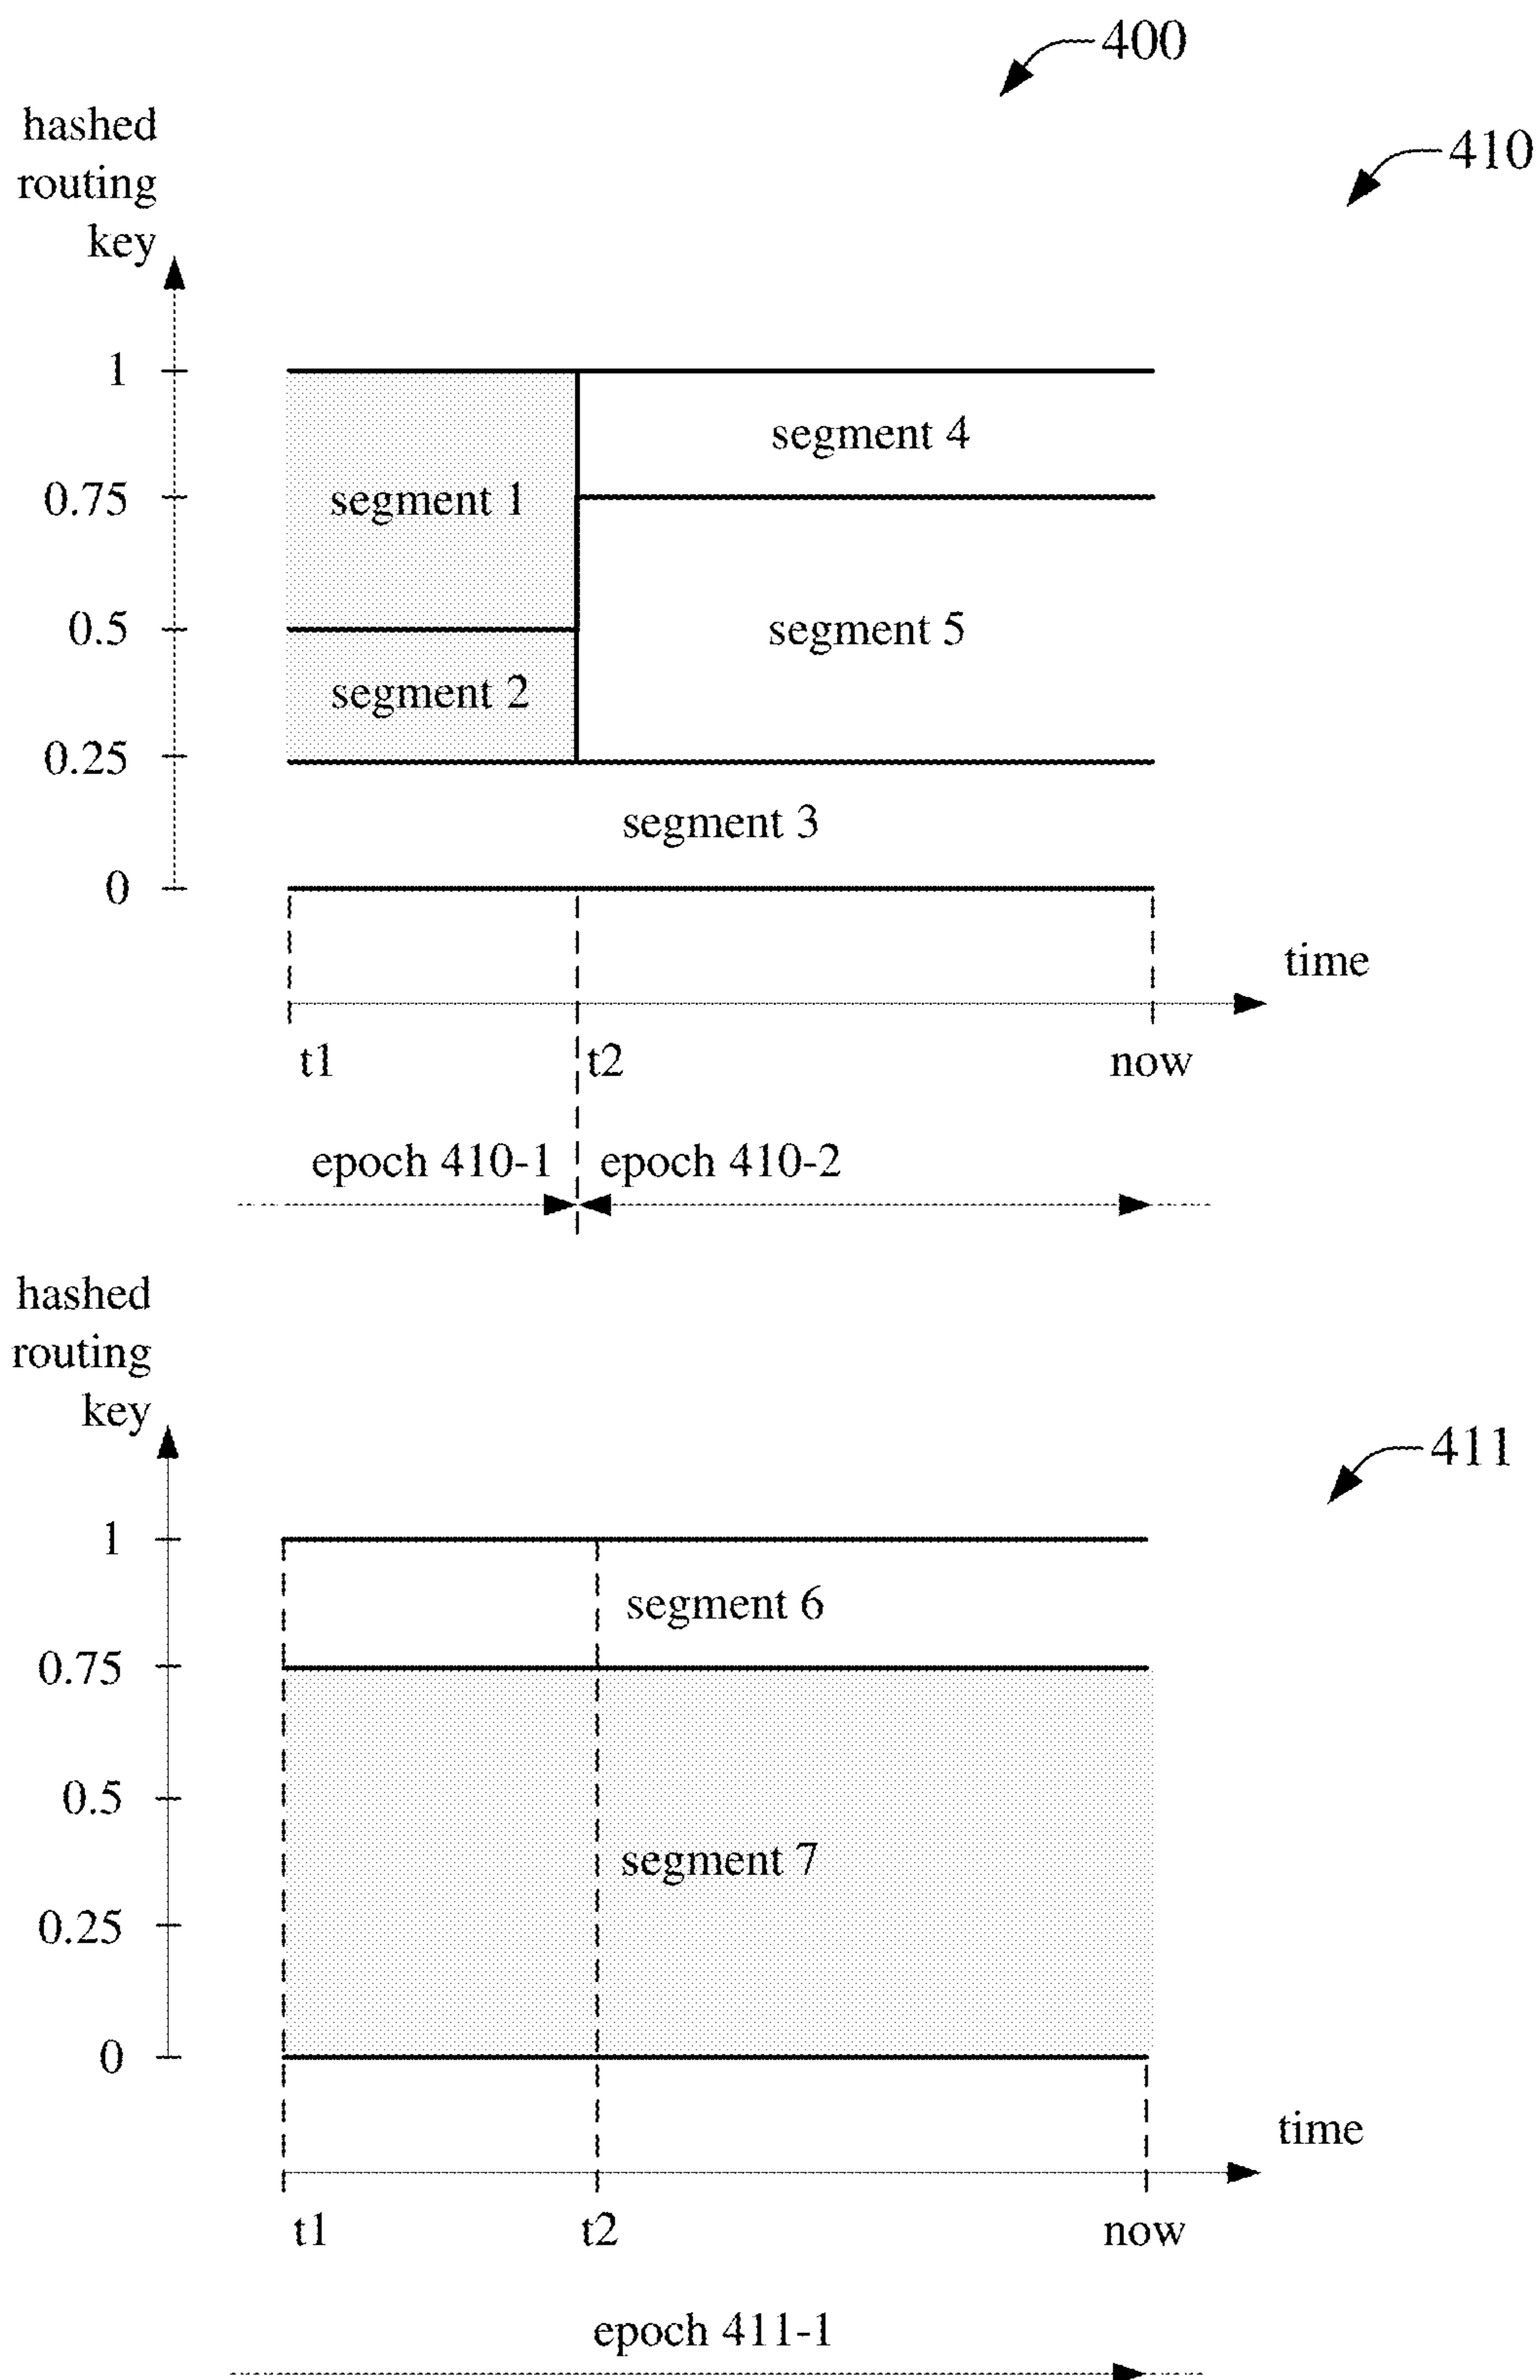 400
410
hashed
routing
key
1
segment 4
0.75
segment 1
0.5
segment 5
segment 2
0.25
segment 3
0
time
t1
t2
now
epoch 410-1
epoch 410-2
hashed
routing
key
411
1
segment 6
0.75
0.5
segment 7
0.25
0
time
t1
t2
now
epoch 411-1